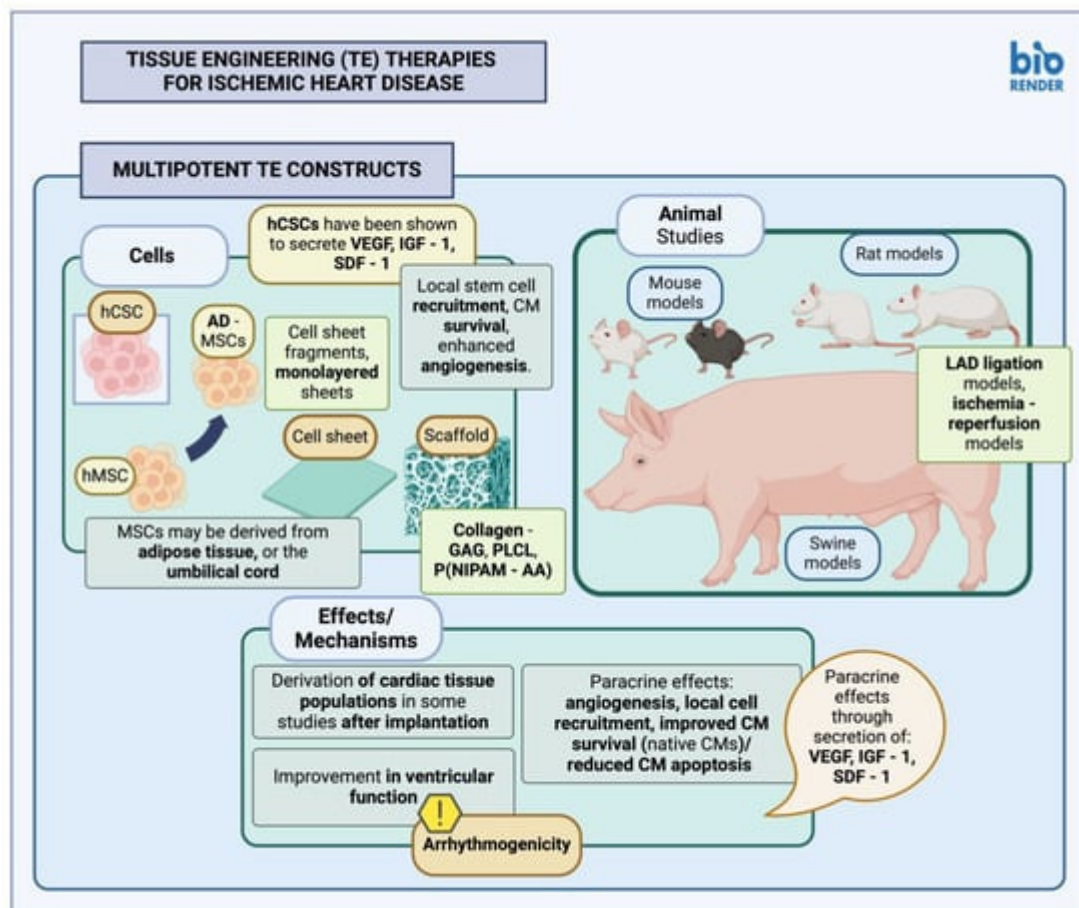 TISSUE ENGINEERING (TE) THERAPIES
FOR ISCHEMIC HEART DISEASE
bio
RENDER
MULTIPOTENT TE CONSTRUCTS
Cells
hCSCs have been shown
to secrete VEGF, IGF - 1,
SDF - 1
hCSC
AD -
MSCs
Cell sheet
fragments,
monolayered
sheets
Local stem cell
recruitment, CM
survival,
enhanced
angiogenesis.
hMSC
Cell sheet
Scaffold
MSCs may be derived from
adipose tissue, or the
umbilical cord
Collagen -
GAG, PLCL,
P(NIPAM - AA)
Animal
Studies
Mouse
models
Rat models
LAD ligation
models,
ischemia -
reperfusion
models
Swine
models
Effects/
Mechanisms
Derivation of cardiac tissue
populations in some
studies after implantation
Improvement in ventricular
function
!
Arrhythmogenicity
Paracrine effects:
angiogenesis, local cell
recruitment, improved CM
survival (native CMs)/
reduced CM apoptosis
Paracrine
effects
through
secretion of:
VEGF, IGF - 1,
SDF - 1